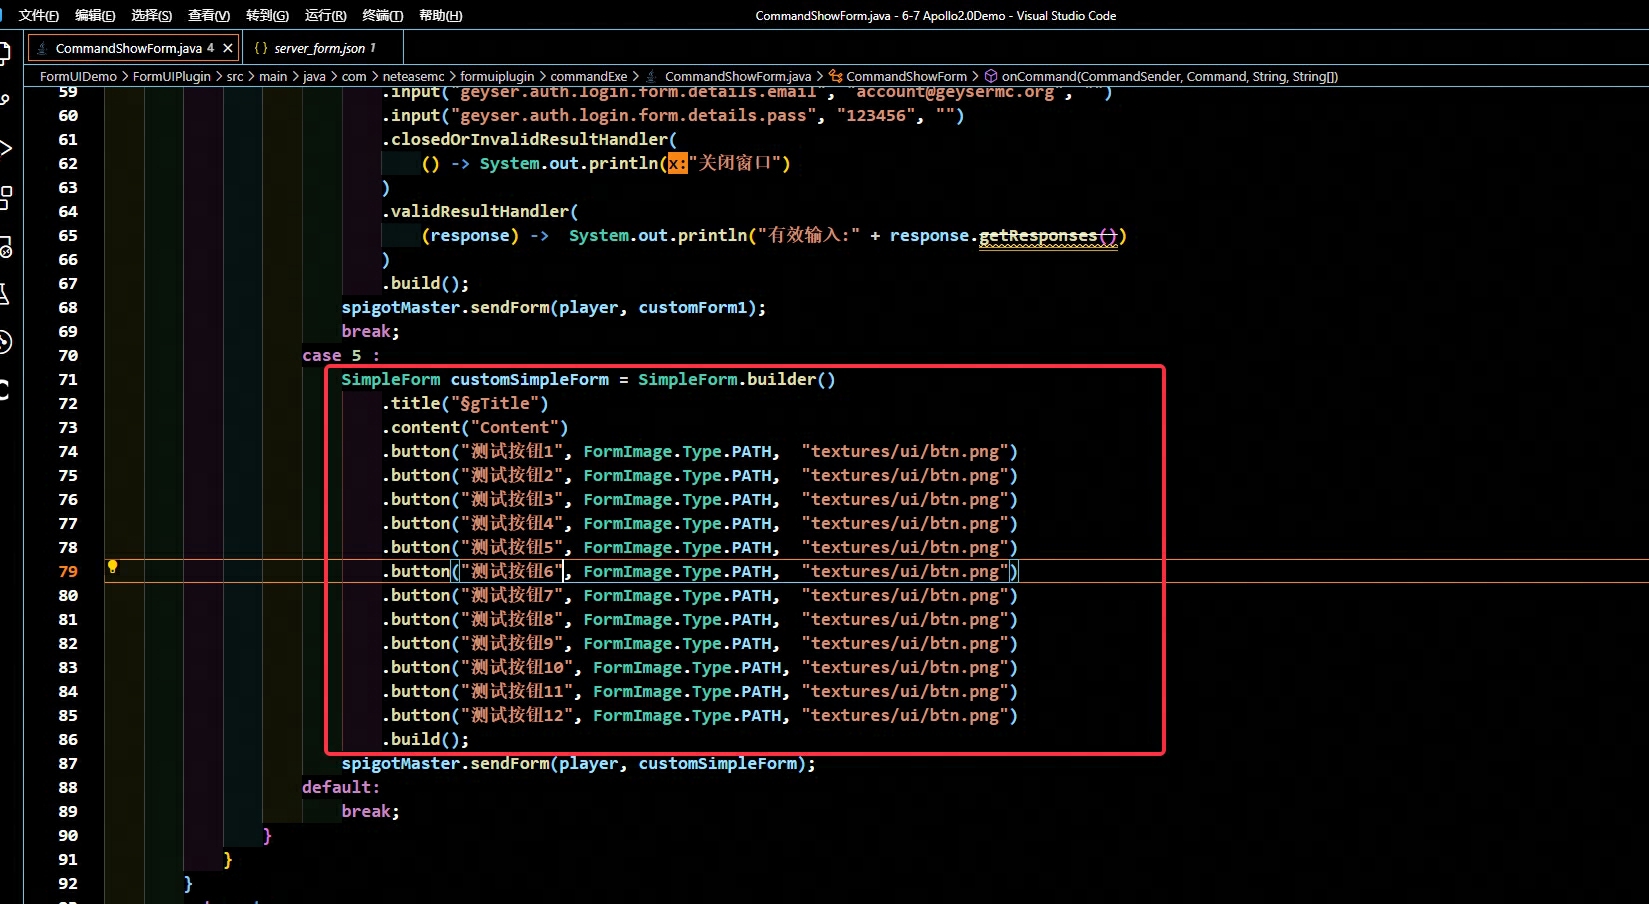 文件(F) 编辑(E) 选择(S) 查看(V) 转到(G) 运行(R) 终端(T) 帮助(H) CommandShowForm.java - 6-7 Apollo2.0Demo - Visual Studio Code
CommandShowForm.java 4 × {} server_form.json 1
FormUIDemo > FormUIPlugin > src > main > java > com > neteasemc > formuiplugin > commandExe > CommandShowForm.java > CommandShowForm > onCommand(CommandSender, Command, String, String[])
59 .input("geyser.auth.login.form.details.email", "account@geysermc.org", "")
60 .input("geyser.auth.login.form.details.pass", "123456", "")
61 .closedOrInvalidResultHandler(
62 () -> System.out.println(x:"关闭窗口")
63 )
64 .validResultHandler(
65 (response) -> System.out.println("有效输入:" + response.getResponses())
66 )
67 .build();
68 spigotMaster.sendForm(player, customForm1);
69 break;
70 case 5 :
71 SimpleForm customSimpleForm = SimpleForm.builder()
72 .title("§gTitle")
73 .content("Content")
74 .button("测试按钮1", FormImage.Type.PATH, "textures/ui/btn.png")
75 .button("测试按钮2", FormImage.Type.PATH, "textures/ui/btn.png")
76 .button("测试按钮3", FormImage.Type.PATH, "textures/ui/btn.png")
77 .button("测试按钮4", FormImage.Type.PATH, "textures/ui/btn.png")
78 .button("测试按钮5", FormImage.Type.PATH, "textures/ui/btn.png")
79 .button("测试按钮6", FormImage.Type.PATH, "textures/ui/btn.png")
80 .button("测试按钮7", FormImage.Type.PATH, "textures/ui/btn.png")
81 .button("测试按钮8", FormImage.Type.PATH, "textures/ui/btn.png")
82 .button("测试按钮9", FormImage.Type.PATH, "textures/ui/btn.png")
83 .button("测试按钮10", FormImage.Type.PATH, "textures/ui/btn.png")
84 .button("测试按钮11", FormImage.Type.PATH, "textures/ui/btn.png")
85 .button("测试按钮12", FormImage.Type.PATH, "textures/ui/btn.png")
86 .build();
87 spigotMaster.sendForm(player, customSimpleForm);
88 default:
89 break;
90 }
91 }
92 }